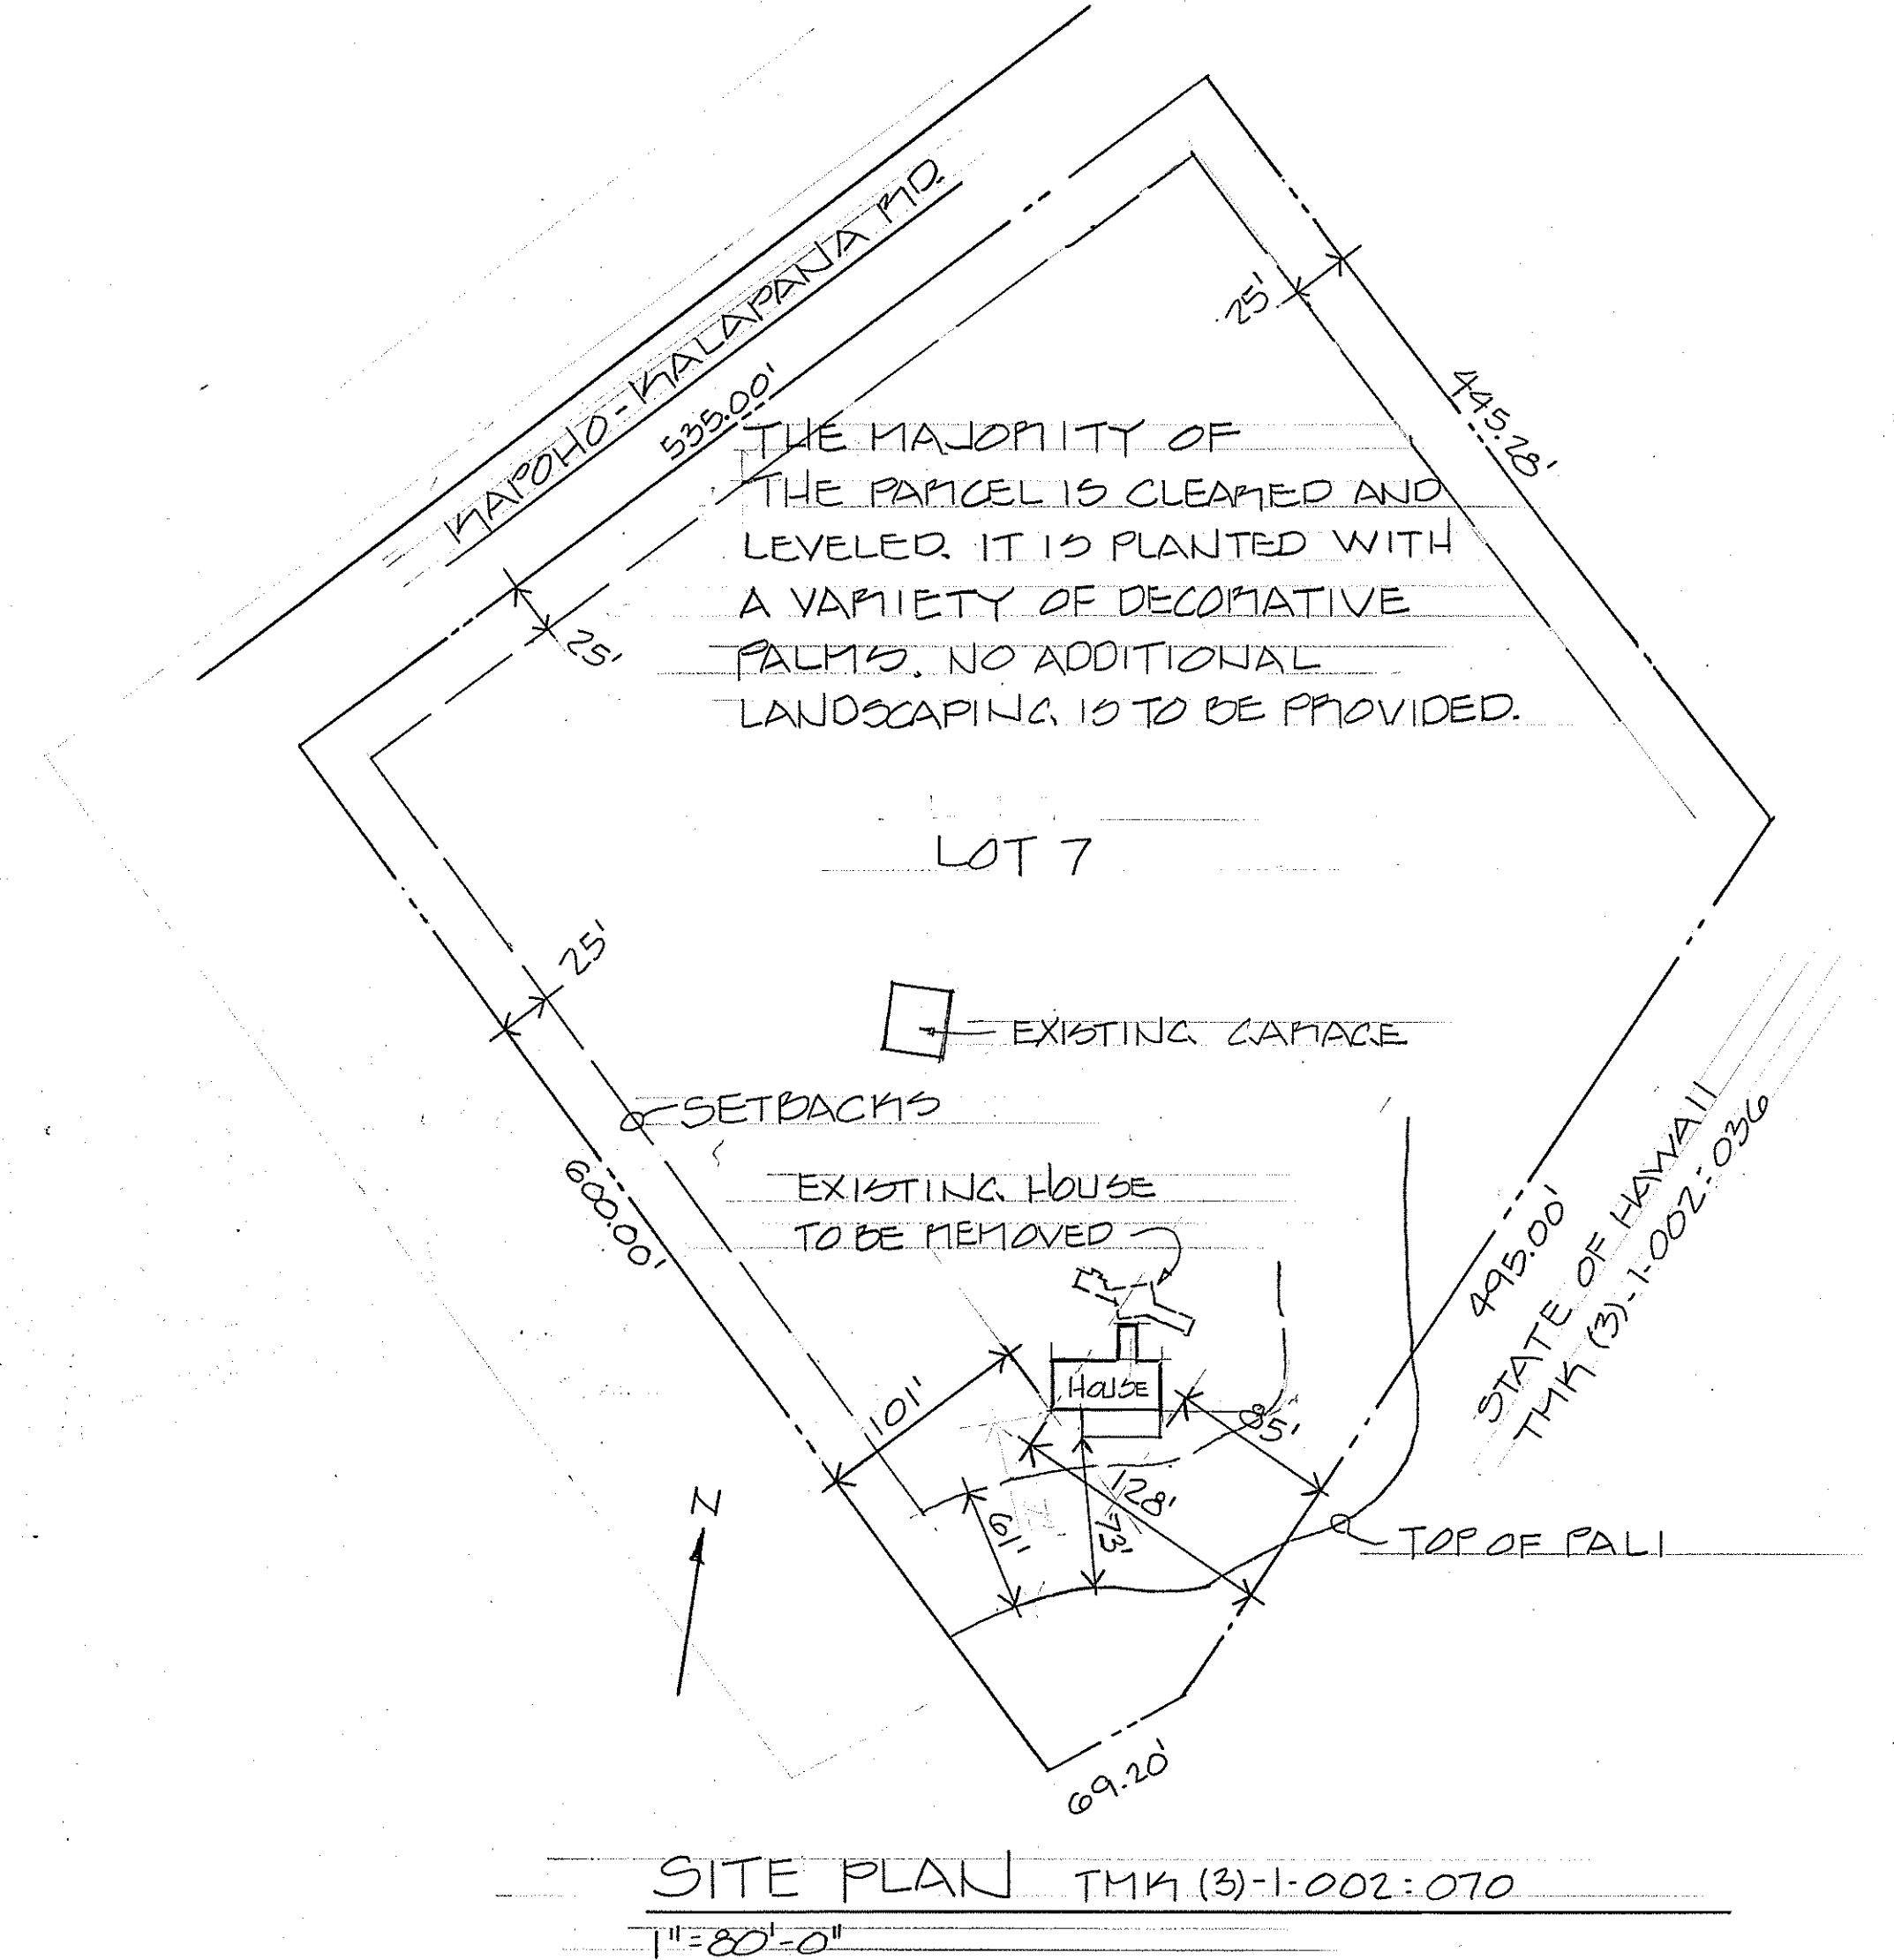 KAPOHO-KALAPANA RD.
535.00'
25'
445.28'
THE MAJORITY OF
THE PARCEL IS CLEARED AND
LEVELED. IT IS PLANTED WITH
A VARIETY OF DECORATIVE
PALMS. NO ADDITIONAL
LANDSCAPING IS TO BE PROVIDED.
25'
LOT 7
25'
EXISTING GARAGE
SETBACKS
600.00'
EXISTING HOUSE
TO BE REMOVED
STATE OF HAWAII
TMK (3)-1-002:036
495.00'
HOUSE
101'
85'
128'
61'
73'
N
TOP OF PALI
69.20'
SITE PLAN TMK (3)-1-002:070
1"=80'-0"